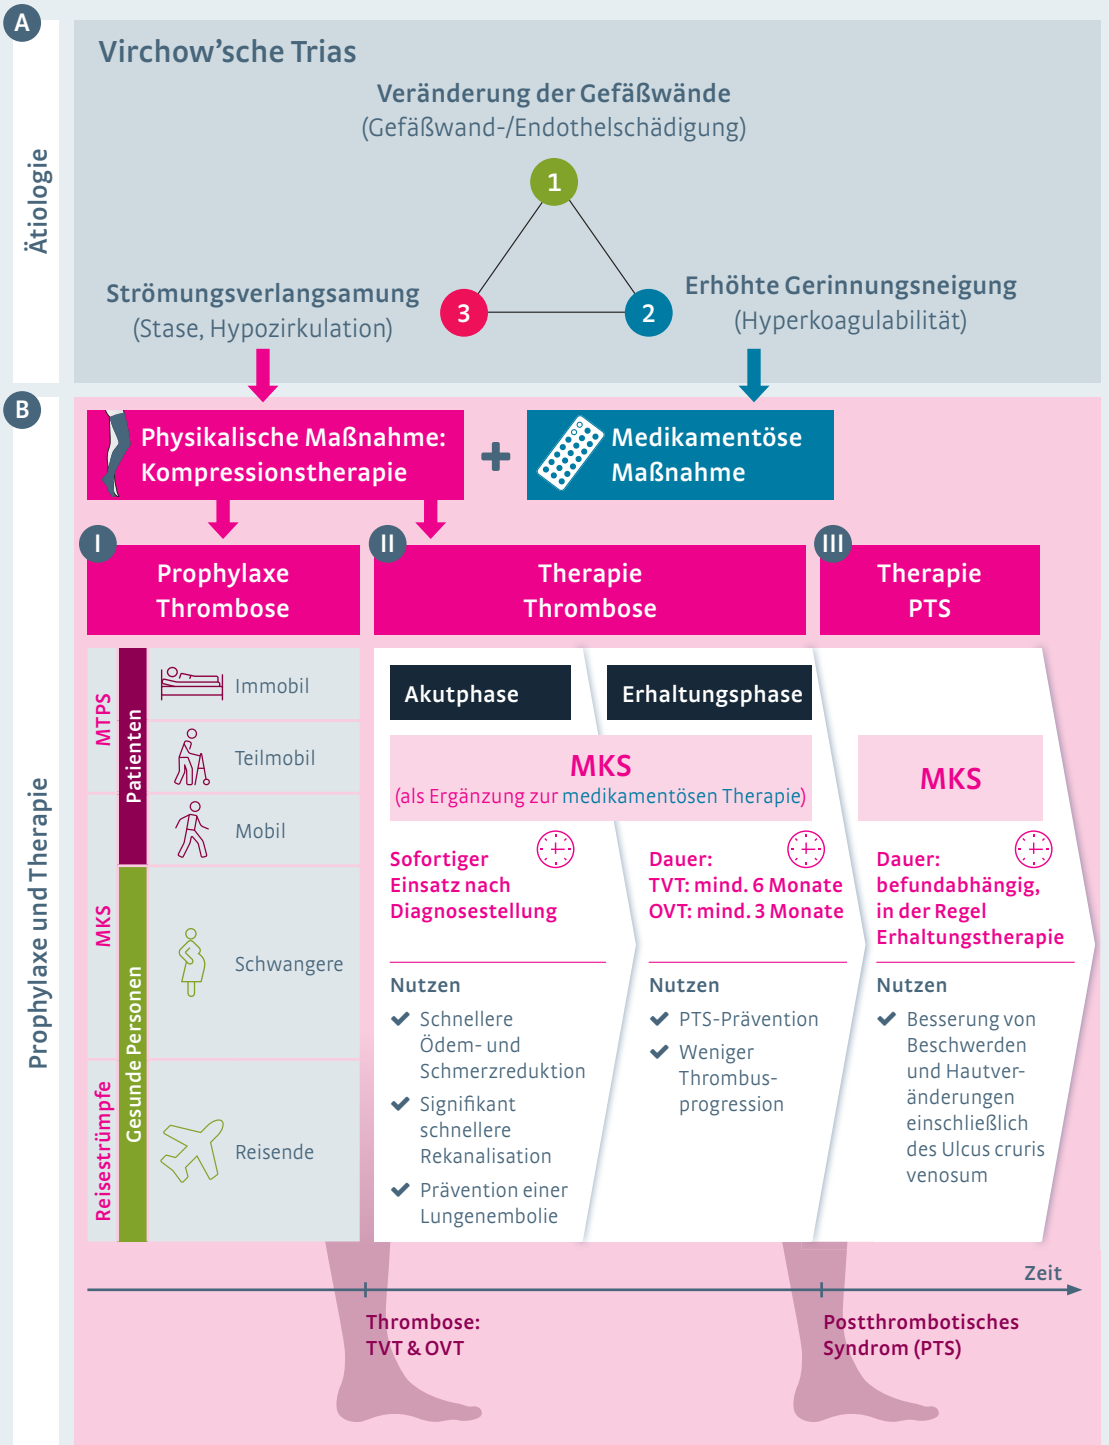 A
Ätiologie
Virchow’sche Trias
Veränderung der Gefäßwände
(Gefäßwand-/Endothelschädigung)
1
Strömungsverlangsamung
(Stase, Hypozirkulation)
3
2
Erhöhte Gerinnungsneigung
(Hyperkoagulabilität)
B
Prophylaxe und Therapie
Physikalische Maßnahme:
Kompressionstherapie
+
Medikamentöse
Maßnahme
I
Prophylaxe
Thrombose
II
Therapie
Thrombose
III
Therapie
PTS
MTPS
MKS
Reisestrümpfe
Patienten
Gesunde Personen
Immobil
Teilmobil
Mobil
Schwangere
Reisende
Akutphase
Erhaltungsphase
MKS
(als Ergänzung zur medikamentösen Therapie)
Sofortiger
Einsatz nach
Diagnosestellung
Nutzen
Schnellere
Ödem- und
Schmerzreduktion
Signifikant
schnellere
Rekanalisation
Prävention einer
Lungenembolie
Dauer:
TVT: mind. 6 Monate
OVT: mind. 3 Monate
Nutzen
PTS-Prävention
Weniger
Thrombus-
progression
MKS
Dauer:
befundabhängig,
in der Regel
Erhaltungstherapie
Nutzen
Besserung von
Beschwerden
und Hautver-
änderungen
einschließlich
des Ulcus cruris
venosum
Zeit
Thrombose:
TVT & OVT
Postthrombotisches
Syndrom (PTS)